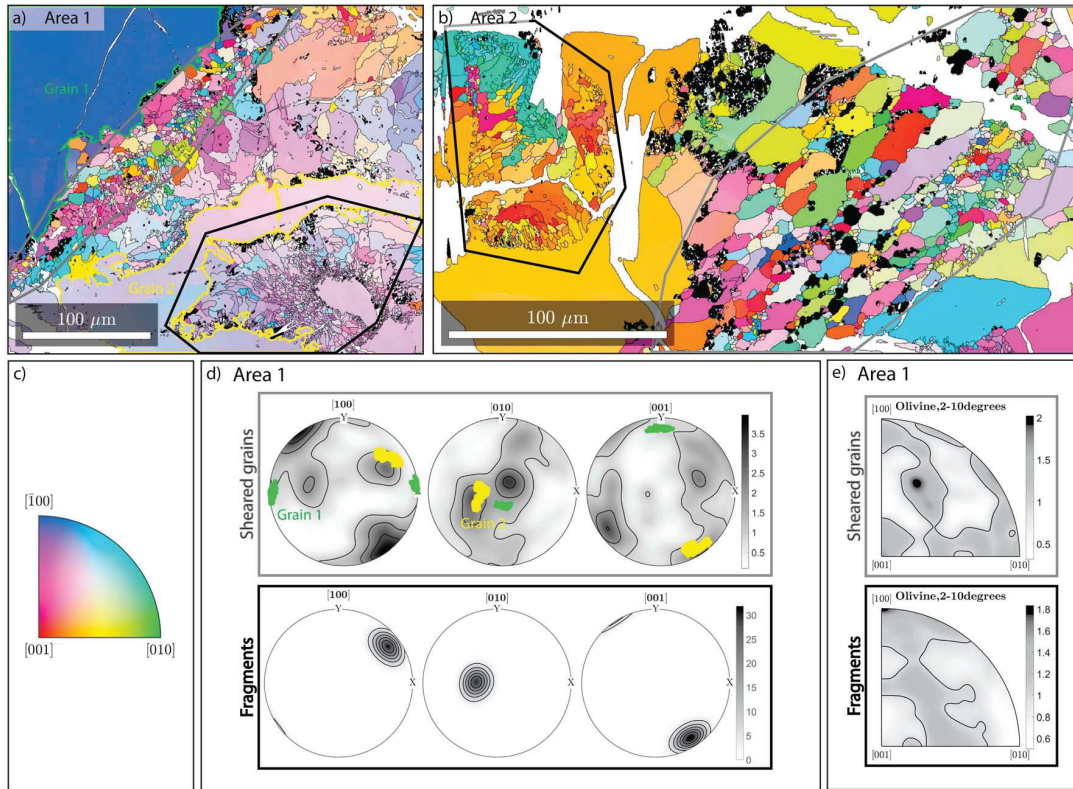 a) Area 1
Grain 1
Grain 2
100 μm
b) Area 2
100 μm
c)
[1̄00]
[001]
[010]
d) Area 1
Sheared grains
[100]
Y
[010]
Y
X
[001]
Y
X
Grain 1
Grain 2
3.5
3
2.5
2
1.5
1
0.5
Fragments
[100]
Y
X
[010]
Y
X
[001]
Y
X
30
25
20
15
10
5
0
e) Area 1
Sheared grains
[100] Olivine,2-10degrees
[001]
[010]
2
1.5
1
0.5
Fragments
[100] Olivine,2-10degrees
[001]
[010]
1.8
1.6
1.4
1.2
1
0.8
0.6